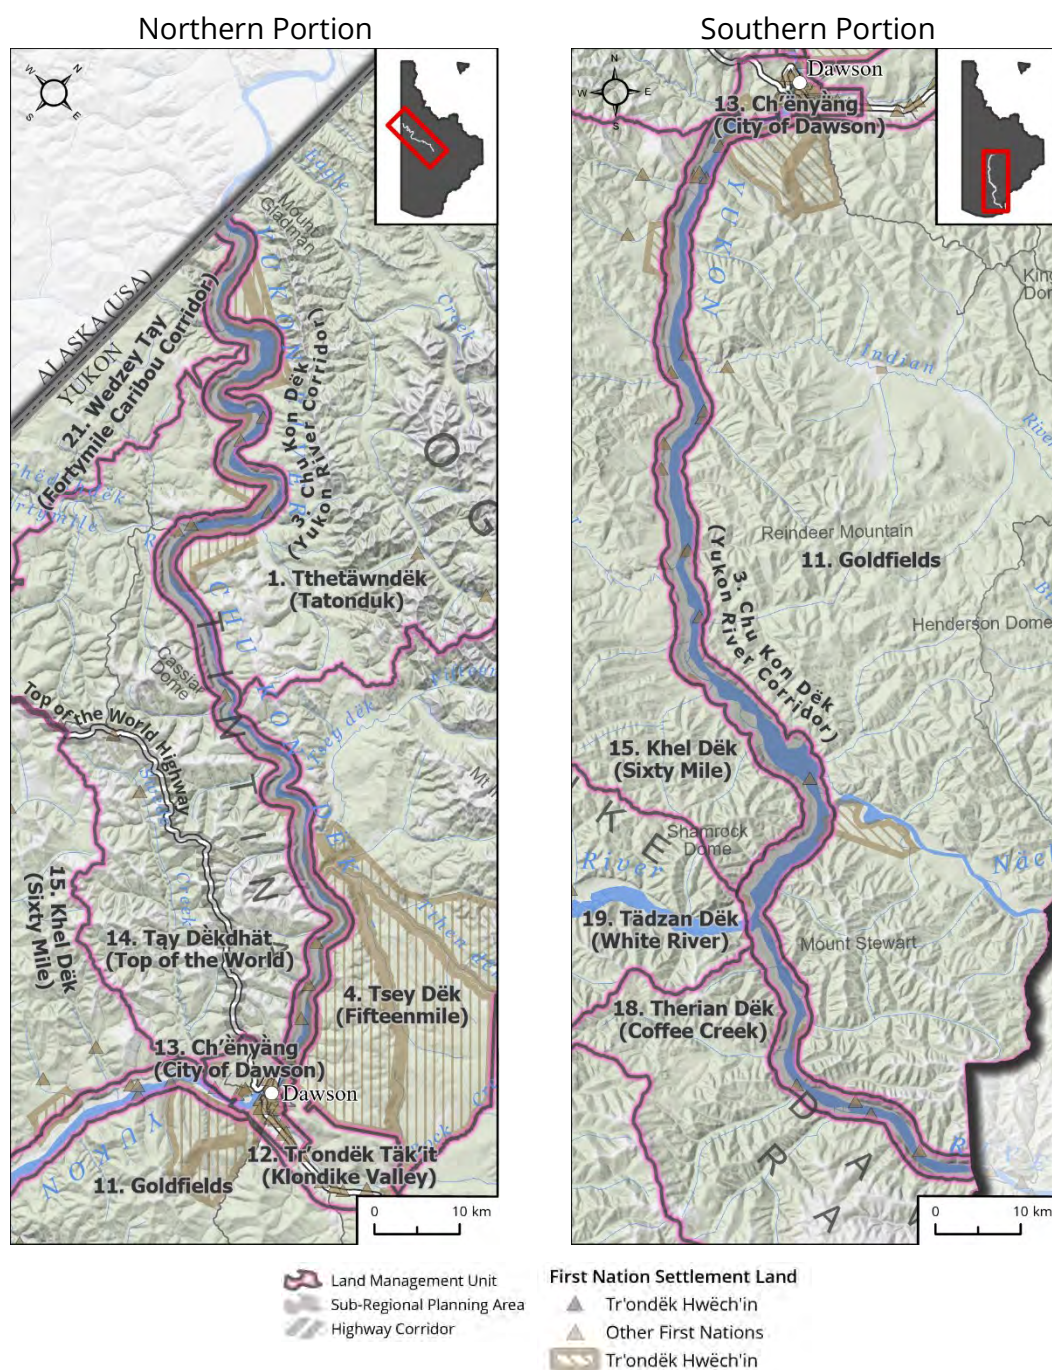 Northern Portion
Southern Portion
N
W
E
S
Eagle
Creek
Mount
Gladman
YUKON RIVER
ALASKA (USA)
YUKON
21. Wedzey Tąy
(Fortymile Caribou Corridor)
3. Chu Kon Dëk
(Yukon River Corridor)
1. Tthetäwndëk
(Tatonduk)
CHU KON DËK
Cassiar
Dome
Top of the World Highway
Tsey dëk
Creek
15. Khel Dëk
(Sixty Mile)
14. Tąy Dëkdhät
(Top of the World)
4. Tsey Dëk
(Fifteenmile)
13. Ch'ënyäng
(City of Dawson)
Dawson
12. Tr'ondëk Täk'it
(Klondike Valley)
11. Goldfields
YUKON
0
10 km
N
W
E
S
Dawson
13. Ch'ënyäng
(City of Dawson)
YUKON
Indian
River
Reindeer Mountain
11. Goldfields
Henderson Dome
3. Chu Kon Dëk
(Yukon River Corridor)
15. Khel Dëk
(Sixty Mile)
Shamrock
Dome
River
19. Tädzan Dëk
(White River)
Mount Stewart
18. Therian Dëk
(Coffee Creek)
0
10 km
Land Management Unit
Sub-Regional Planning Area
Highway Corridor
First Nation Settlement Land
Tr'ondëk Hwëch'in
Other First Nations
Tr'ondëk Hwëch'in